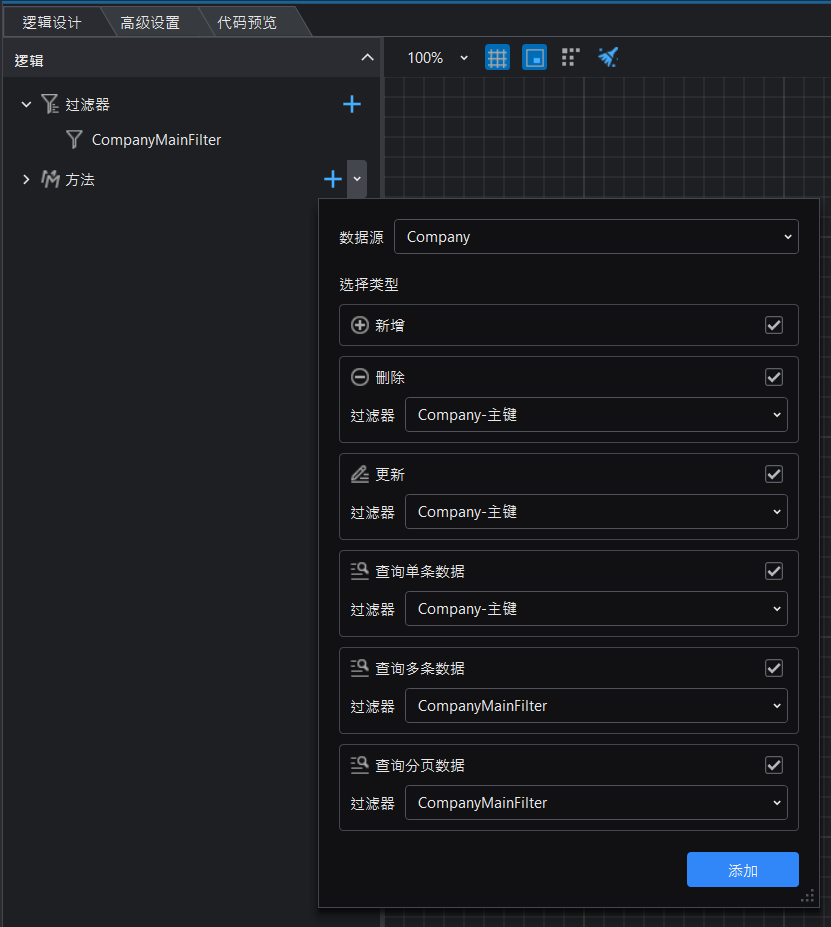 逻辑设计 高级设置 代码预览
逻辑 100%
过滤器
CompanyMainFilter
方法
数据源 Company
选择类型
新增
删除
过滤器 Company-主键
更新
过滤器 Company-主键
查询单条数据
过滤器 Company-主键
查询多条数据
过滤器 CompanyMainFilter
查询分页数据
过滤器 CompanyMainFilter
添加